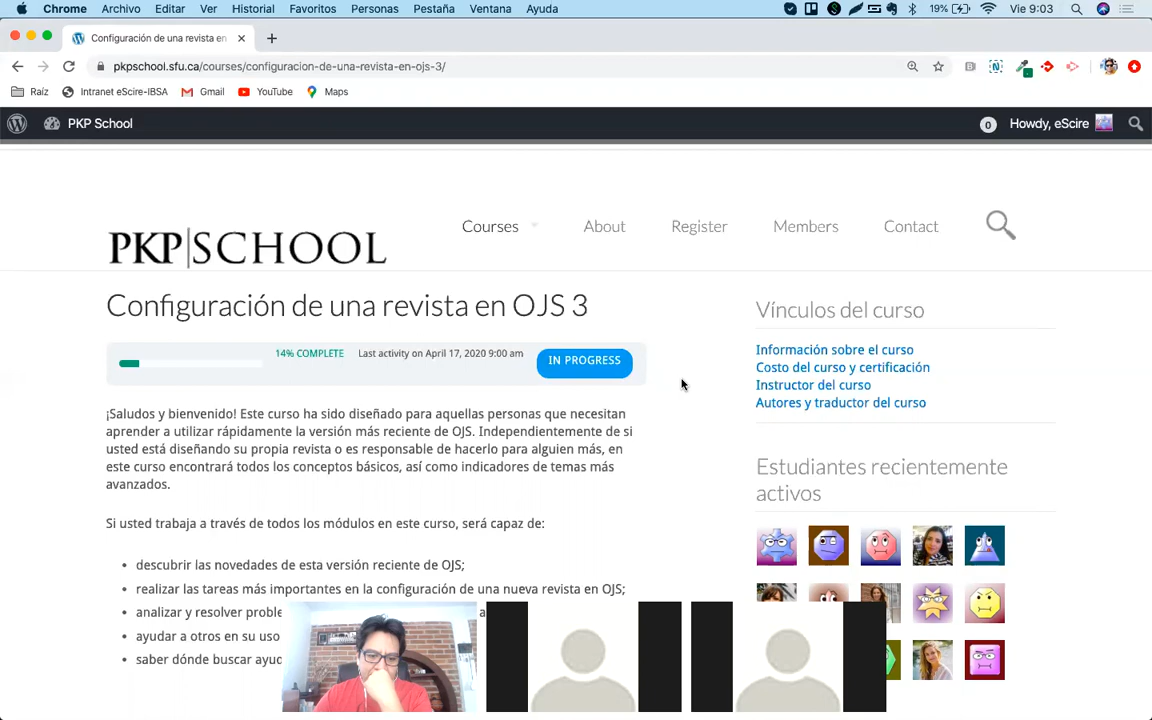 Chrome Archivo Editar Ver Historial Favoritos Personas Pestaña Ventana Ayuda 19% Vie 9:03
Configuración de una revista en
pkpschool.sfu.ca/courses/configuracion-de-una-revista-en-ojs-3/
Raíz Intranet eScire-IBSA Gmail YouTube Maps
PKP School 0 Howdy, eScire
PKP|SCHOOL Courses About Register Members Contact
Configuración de una revista en OJS 3
14% COMPLETE Last activity on April 17, 2020 9:00 am IN PROGRESS
¡Saludos y bienvenido! Este curso ha sido diseñado para aquellas personas que necesitan
aprender a utilizar rápidamente la versión más reciente de OJS. Independientemente de si
usted está diseñando su propia revista o es responsable de hacerlo para alguien más, en
este curso encontrará todos los conceptos básicos, así como indicadores de temas más
avanzados.
Si usted trabaja a través de todos los módulos en este curso, será capaz de:
descubrir las novedades de esta versión reciente de OJS;
realizar las tareas más importantes en la configuración de una nueva revista en OJS;
analizar y resolver
ayudar a otros en su uso
saber dónde buscar
Vínculos del curso
Información sobre el curso
Costo del curso y certificación
Instructor del curso
Autores y traductor del curso
Estudiantes recientemente
activos